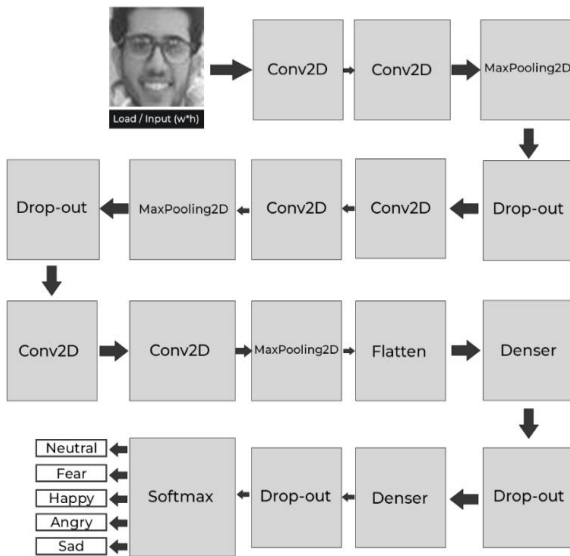 Load / Input (w*h)
Conv2D
Conv2D
MaxPooling2D
Drop-out
Conv2D
Conv2D
MaxPooling2D
Drop-out
Conv2D
Conv2D
MaxPooling2D
Flatten
Denser
Drop-out
Denser
Drop-out
Softmax
Neutral
Fear
Happy
Angry
Sad